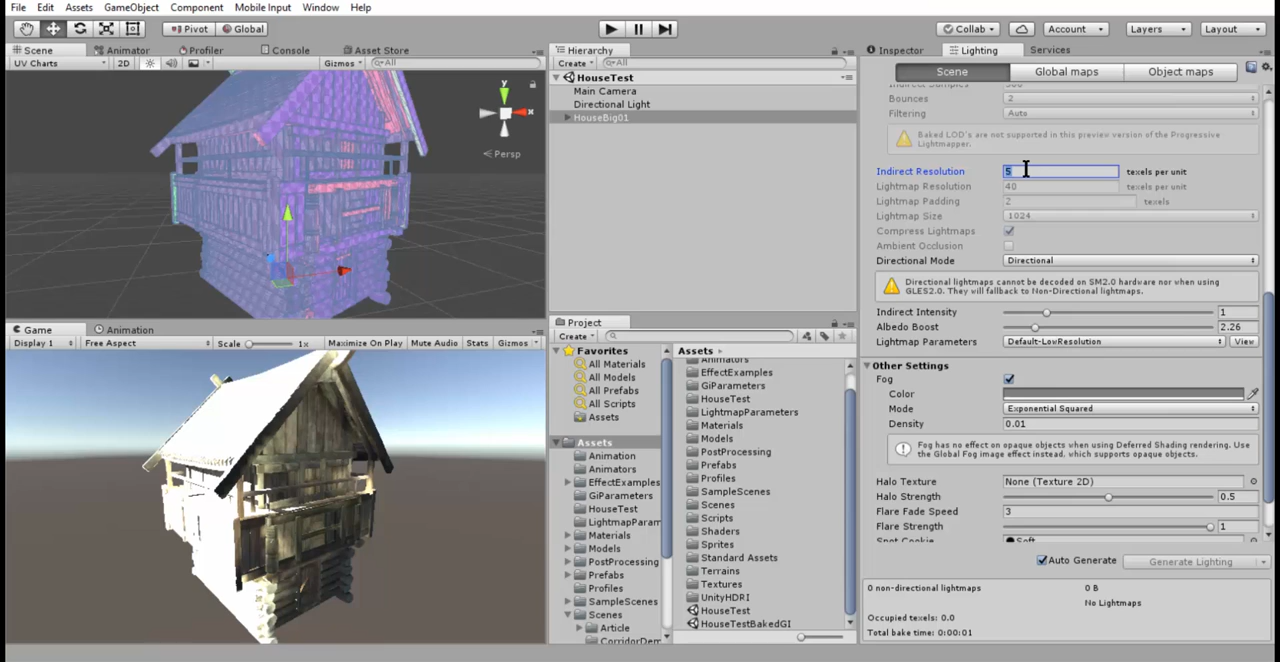 File Edit Assets GameObject Component Mobile Input Window Help
Pivot Global Collab Account Layers Layout
Scene Animator Profiler Console Asset Store
UV Charts 2D Gizmos All
y
x
Persp
Game Animation
Display 1 Free Aspect Scale 1x Maximize On Play Mute Audio Stats Gizmos
Hierarchy
Create All
HouseTest
Main Camera
Directional Light
HouseBig01
Project
Create
Favorites
All Materials
All Models
All Prefabs
All Scripts
Assets
Assets
Animation
Animators
EffectExamples
GiParameters
HouseTest
LightmapParam
Materials
Models
PostProcessing
Prefabs
Profiles
SampleScenes
Scenes
Article
CorridorDem
Assets
Animators
EffectExamples
GiParameters
HouseTest
LightmapParameters
Materials
Models
PostProcessing
Prefabs
Profiles
SampleScenes
Scenes
Scripts
Shaders
Sprites
Standard Assets
Terrains
Textures
UnityHDRI
HouseTest
HouseTestBakedGI
Inspector Lighting Services
Scene Global maps Object maps
Indirect Samples 500
Bounces 2
Filtering Auto
Baked LOD's are not supported in this preview version of the Progressive
Lightmapper.
Indirect Resolution 5 texels per unit
Lightmap Resolution 40 texels per unit
Lightmap Padding 2 texels
Lightmap Size 1024
Compress Lightmaps
Ambient Occlusion
Directional Mode Directional
Directional lightmaps cannot be decoded on SM2.0 hardware nor when using
GLES2.0. They will fallback to Non-Directional lightmaps.
Indirect Intensity 1
Albedo Boost 2.26
Lightmap Parameters Default-LowResolution View
Other Settings
Fog
Color
Mode Exponential Squared
Density 0.01
Fog has no effect on opaque objects when using Deferred Shading rendering. Use
the Global Fog image effect instead, which supports opaque objects.
Halo Texture None (Texture 2D)
Halo Strength 0.5
Flare Fade Speed 3
Flare Strength 1
Spot Cookie Soft
Auto Generate Generate Lighting
0 non-directional lightmaps 0 B
No Lightmaps
Occupied texels: 0.0
Total bake time: 0:00:01